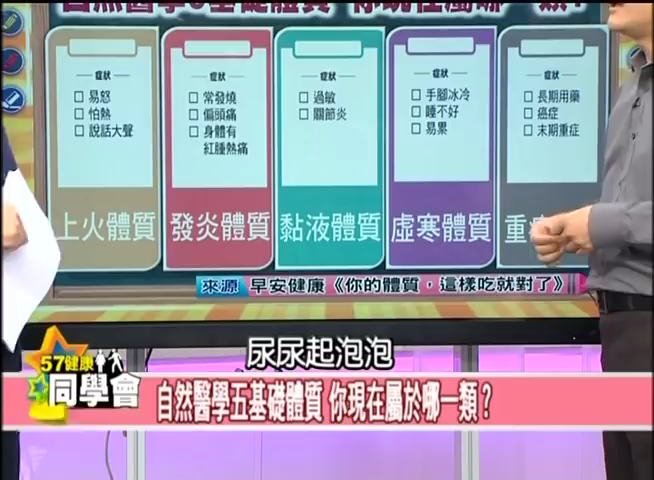 自然醫學5基礎體質 你現在屬哪一類？
症狀
易怒
怕熱
說話大聲
上火體質
症狀
常發燒
偏頭痛
身體有
紅腫熱痛
發炎體質
症狀
過敏
關節炎
黏液體質
症狀
手腳冰冷
睡不好
易累
虛寒體質
症狀
長期用藥
癌症
末期重症
重
來源 早安健康《你的體質，這樣吃就對了》
尿尿起泡泡
57健康
同學會
自然醫學五基礎體質 你現在屬於哪一類？